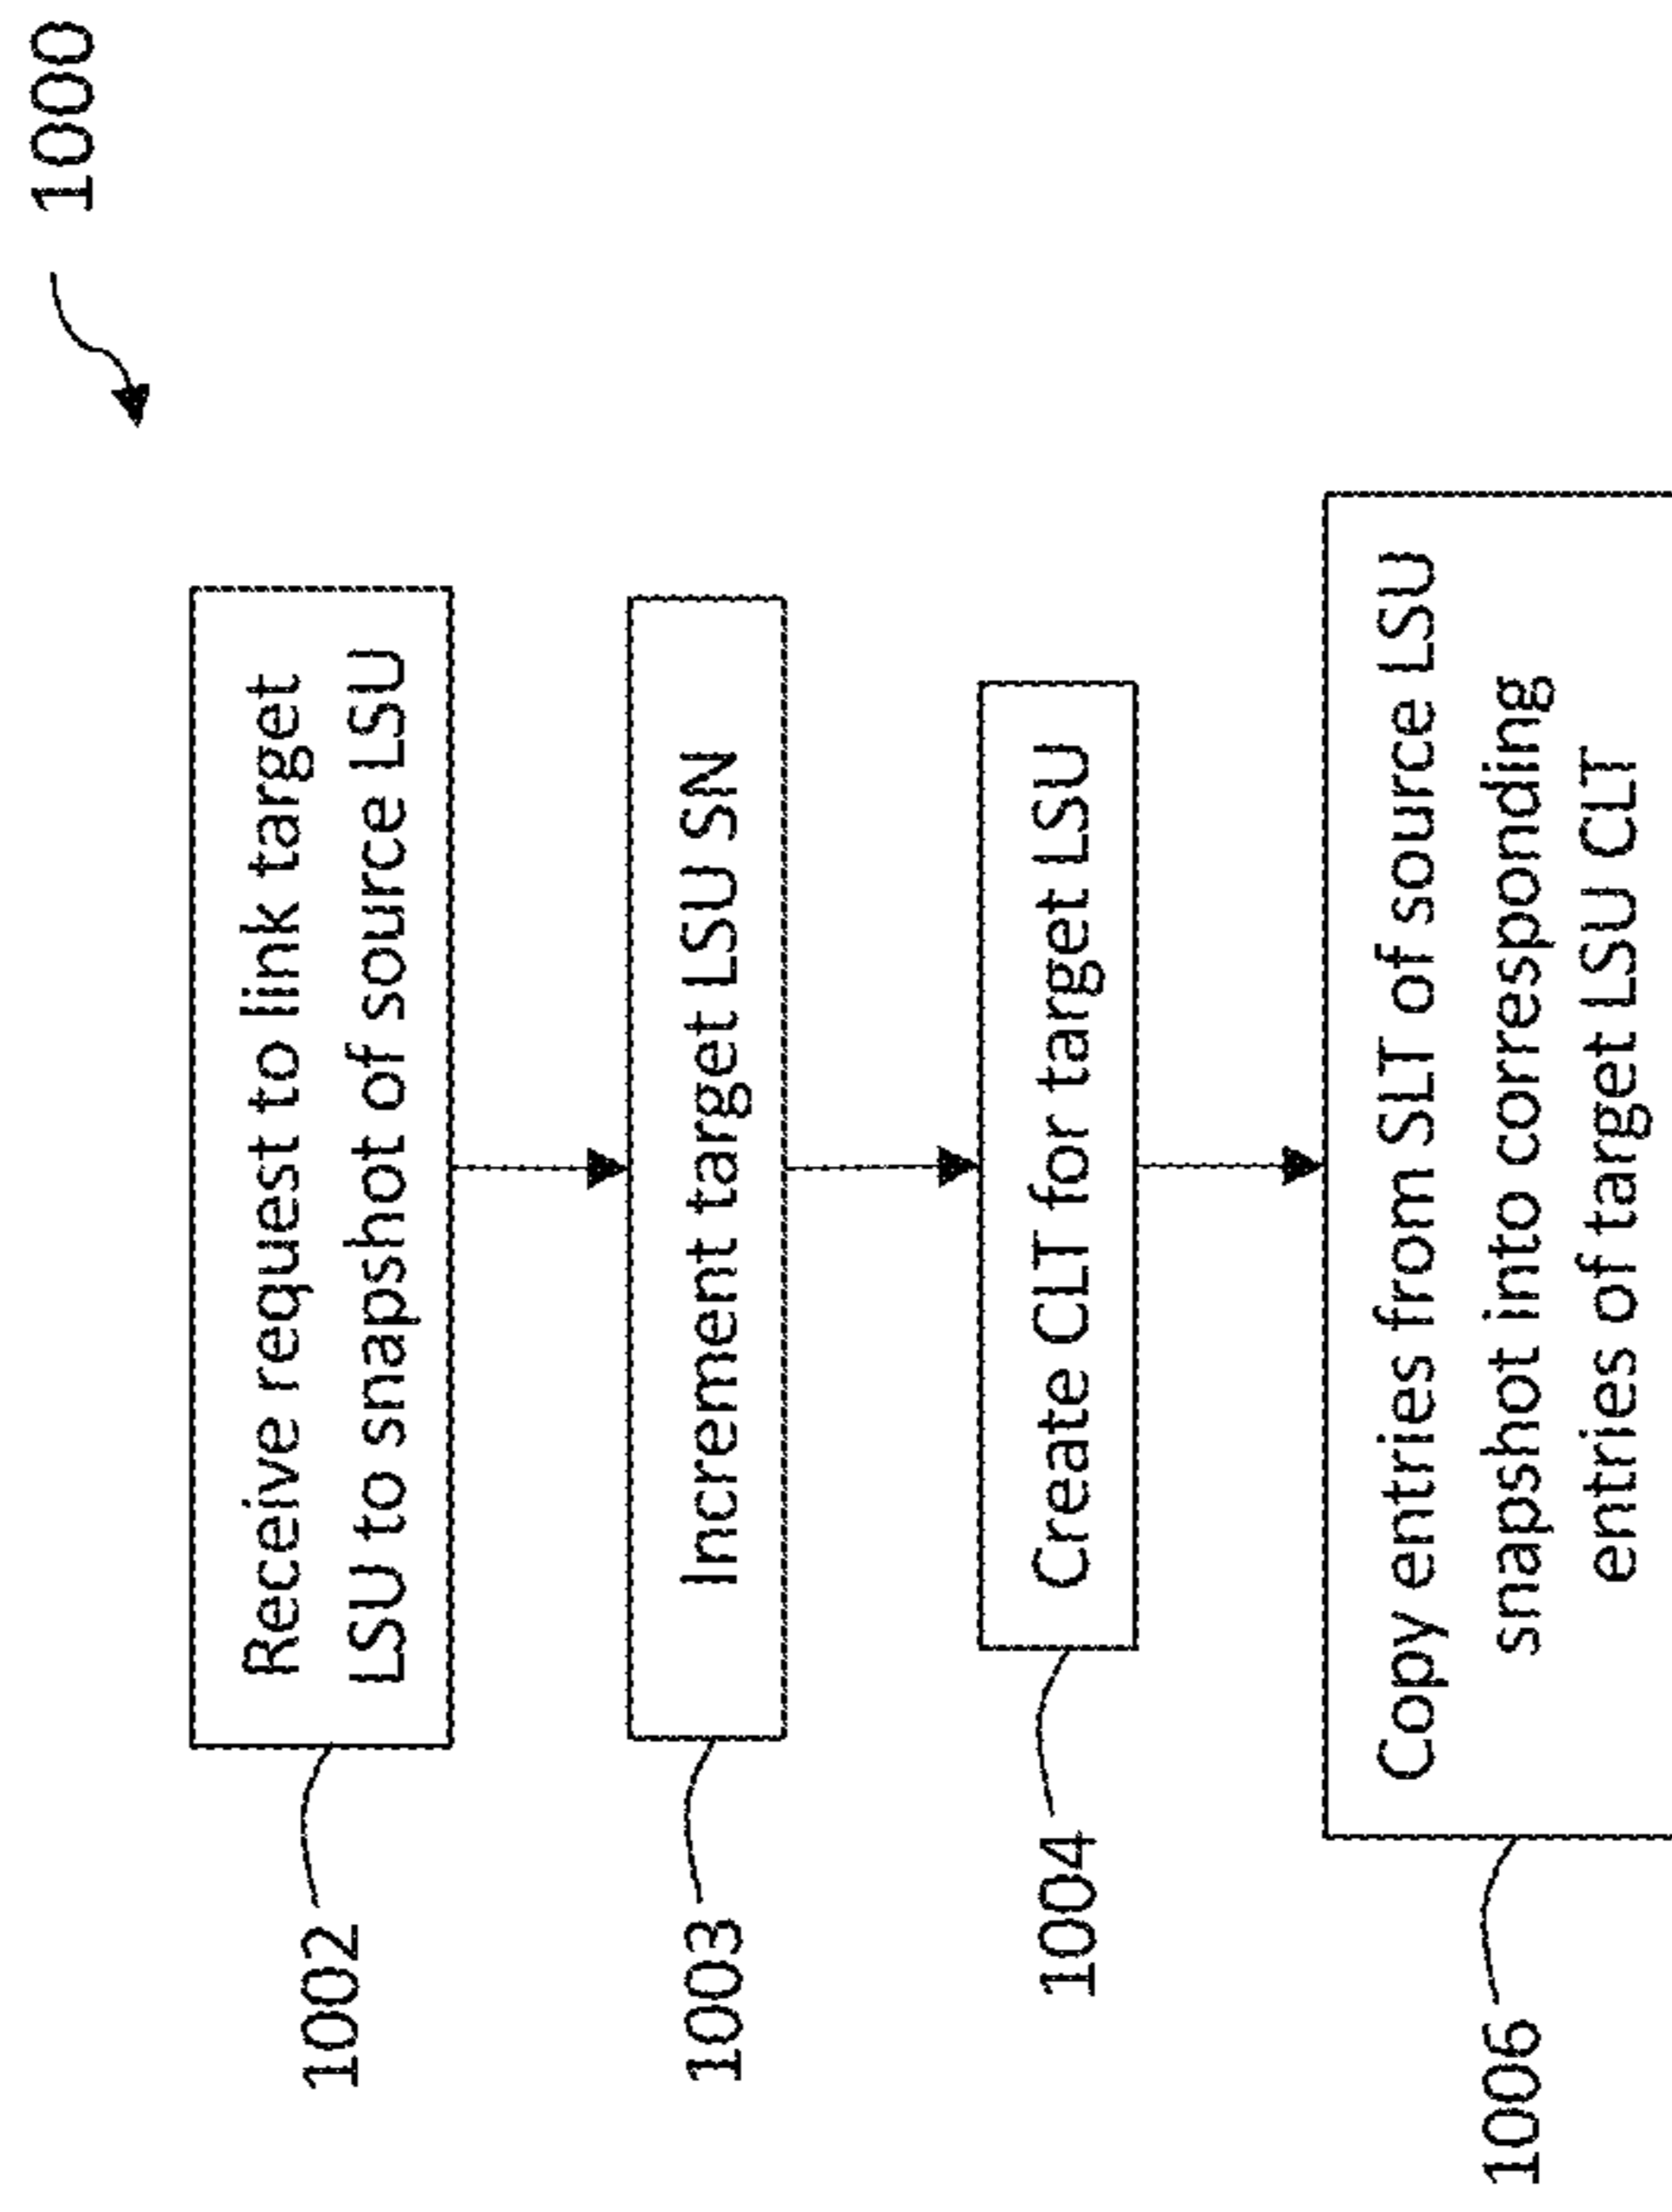 1000
1002
Receive request to link target
LSU to snapshot of source LSU
1003
Increment target LSU SN
1004
Create CLT for target LSU
1006
Copy entries from SLT of source LSU
snapshot into corresponding
entries of target LSU CLT